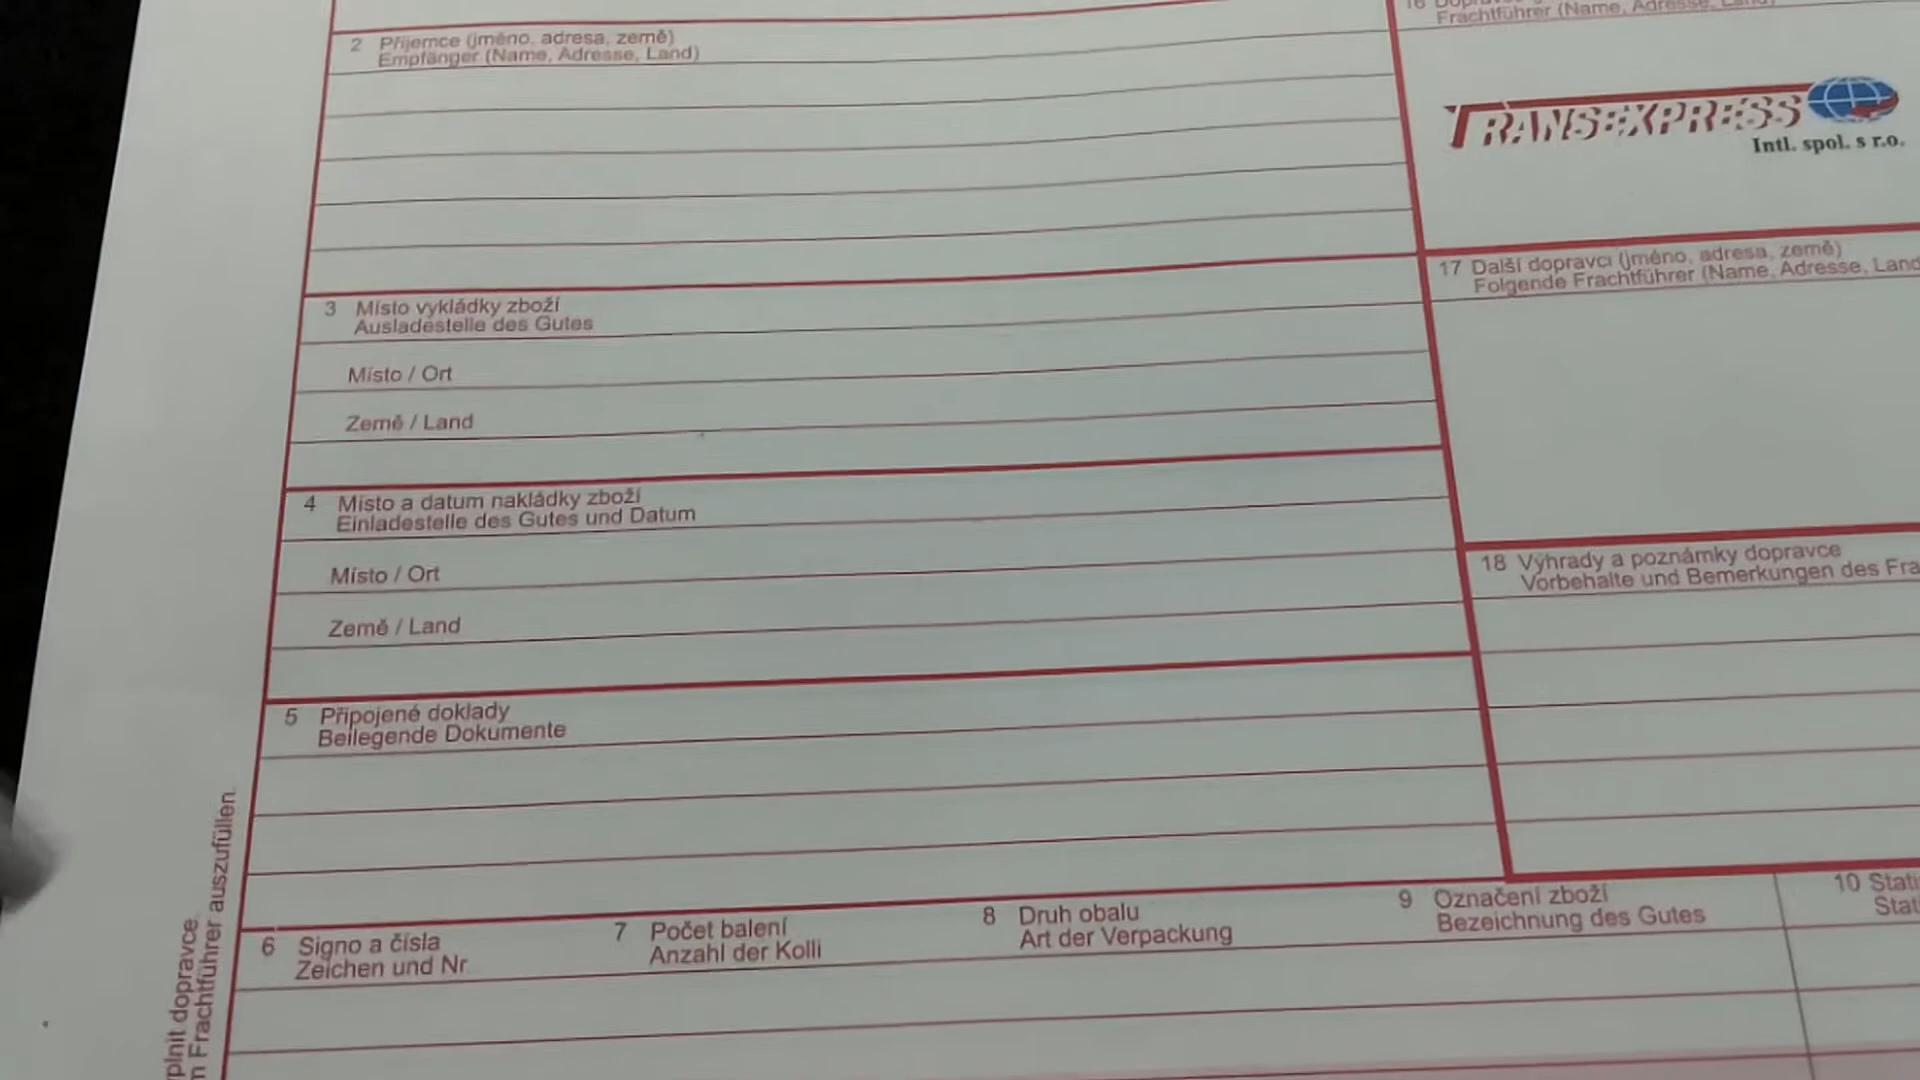 2 Příjemce (jméno, adresa, země)
Empfänger (Name, Adresse, Land)
3 Místo vykládky zboží
Ausladestelle des Gutes
Místo / Ort
Země / Land
4 Místo a datum nakládky zboží
Einladestelle des Gutes und Datum
Místo / Ort
Země / Land
5 Připojené doklady
Beilegende Dokumente
16
Frachtführer (Name, Adresse, Land)
TRANSEXPRESS
Intl. spol. s r.o.
17 Další dopravci (jméno, adresa, země)
Folgende Frachtführer (Name, Adresse, Land
18 Výhrady a poznámky dopravce
Vorbehalte und Bemerkungen des Fra
6 Signo a čísla
Zeichen und Nr
7 Počet balení
Anzahl der Kolli
8 Druh obalu
Art der Verpackung
9 Označení zboží
Bezeichnung des Gutes
10 Stati
Stat
plnit dopravce.
Frachtführer auszufüllen.